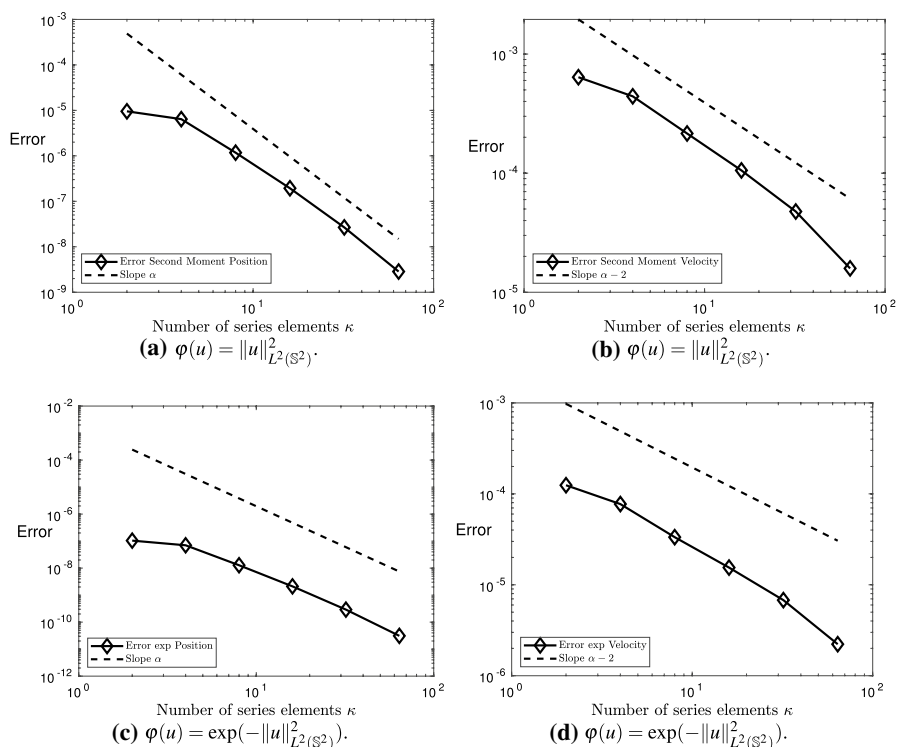 10^-3
10^-4
10^-5
10^-6
10^-7
10^-8
10^-9
Error
Error Second Moment Position
Slope α
10^0
10^1
10^2
Number of series elements κ
(a) φ(u) = ‖u‖²_{L²(𝕊²)}.
10^-3
10^-4
10^-5
Error
Error Second Moment Velocity
Slope α − 2
10^0
10^1
10^2
Number of series elements κ
(b) φ(u) = ‖u‖²_{L²(𝕊²)}.
10^-2
10^-4
10^-6
10^-8
10^-10
10^-12
Error
Error exp Position
Slope α
10^0
10^1
10^2
Number of series elements κ
(c) φ(u) = exp(−‖u‖²_{L²(𝕊²)}).
10^-3
10^-4
10^-5
10^-6
Error
Error exp Velocity
Slope α − 2
10^0
10^1
10^2
Number of series elements κ
(d) φ(u) = exp(−‖u‖²_{L²(𝕊²)}).